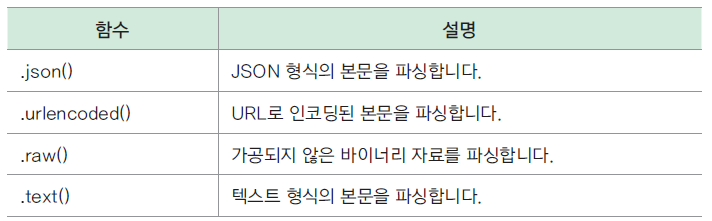 함수 설명
.json() JSON 형식의 본문을 파싱합니다.
.urlencoded() URL로 인코딩된 본문을 파싱합니다.
.raw() 가공되지 않은 바이너리 자료를 파싱합니다.
.text() 텍스트 형식의 본문을 파싱합니다.